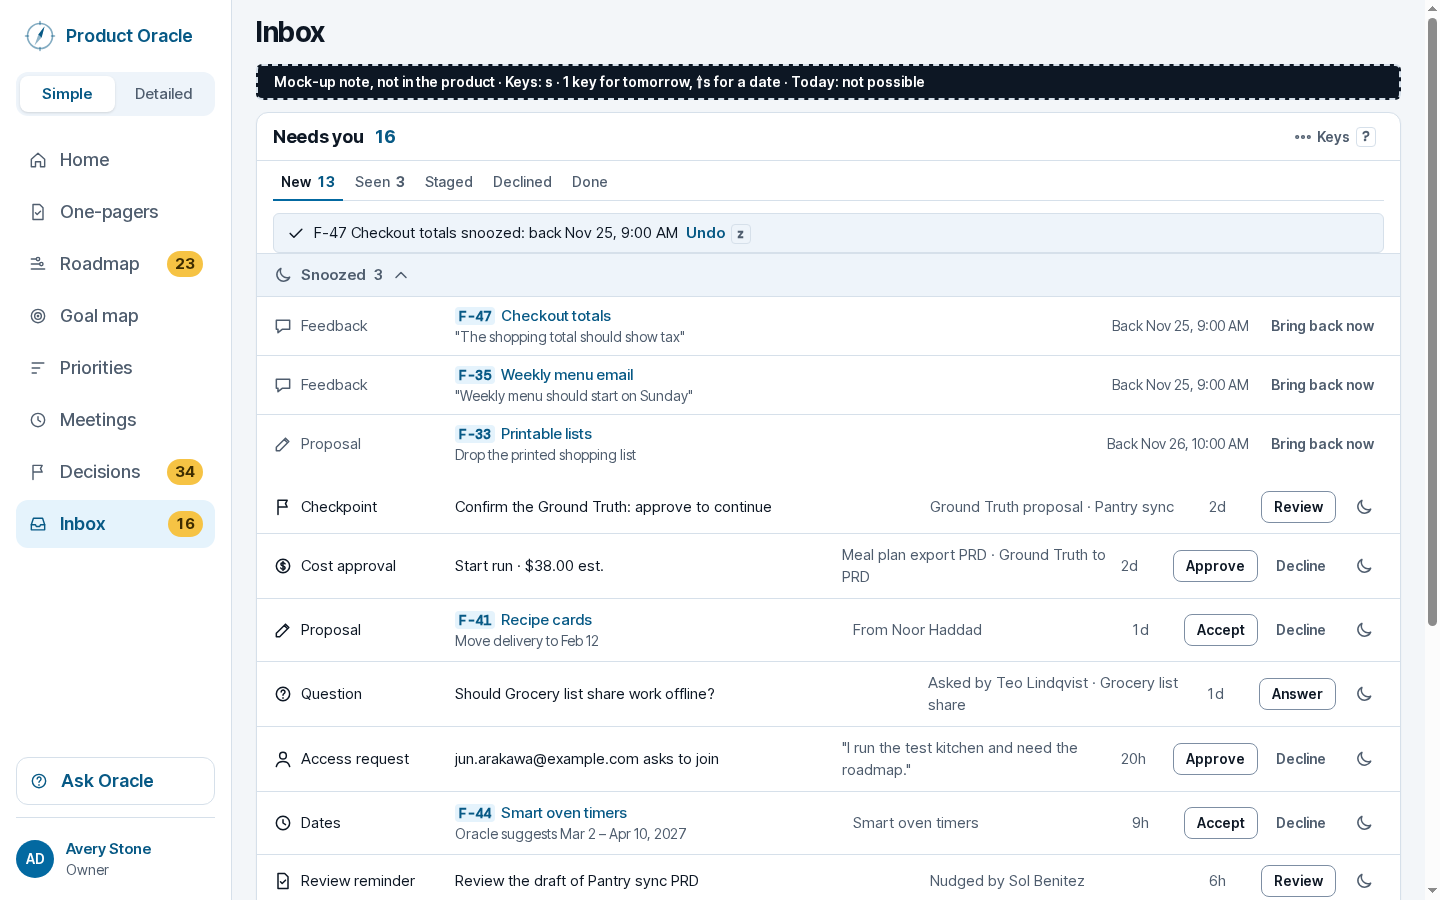 Product Oracle
Simple Detailed
Home
One-pagers
Roadmap 23
Goal map
Priorities
Meetings
Decisions 34
Inbox 16
Ask Oracle
AD Avery Stone
Owner
Inbox
Mock-up note, not in the product · Keys: s · 1 key for tomorrow, †s for a date · Today: not possible
Needs you 16 ••• Keys ?
New 13 Seen 3 Staged Declined Done
F-47 Checkout totals snoozed: back Nov 25, 9:00 AM Undo z
Snoozed 3
Feedback F-47 Checkout totals Back Nov 25, 9:00 AM Bring back now
"The shopping total should show tax"
Feedback F-35 Weekly menu email Back Nov 25, 9:00 AM Bring back now
"Weekly menu should start on Sunday"
Proposal F-33 Printable lists Back Nov 26, 10:00 AM Bring back now
Drop the printed shopping list
Checkpoint Confirm the Ground Truth: approve to continue Ground Truth proposal · Pantry sync 2d Review
Cost approval Start run · $38.00 est. Meal plan export PRD · Ground Truth to PRD 2d Approve Decline
Proposal F-41 Recipe cards From Noor Haddad 1d Accept Decline
Move delivery to Feb 12
Question Should Grocery list share work offline? Asked by Teo Lindqvist · Grocery list share 1d Answer
Access request jun.arakawa@example.com asks to join "I run the test kitchen and need the roadmap." 20h Approve Decline
Dates F-44 Smart oven timers Smart oven timers 9h Accept Decline
Oracle suggests Mar 2 – Apr 10, 2027
Review reminder Review the draft of Pantry sync PRD Nudged by Sol Benitez 6h Review